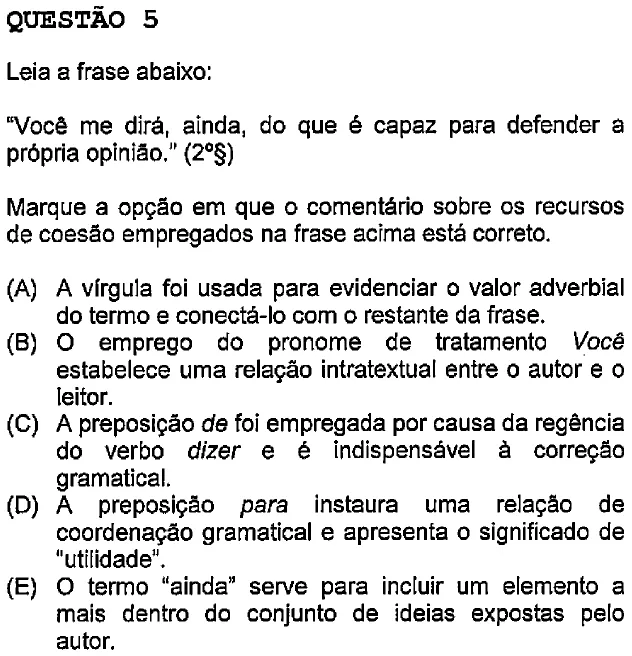 QUESTÃO 5
Leia a frase abaixo:
"Você me dirá, ainda, do que é capaz para defender a
própria opinião." (2º§)
Marque a opção em que o comentário sobre os recursos
de coesão empregados na frase acima está correto.
(A) A vírgula foi usada para evidenciar o valor adverbial
do termo e conectá-lo com o restante da frase.
(B) O emprego do pronome de tratamento Você
estabelece uma relação intratextual entre o autor e o
leitor.
(C) A preposição de foi empregada por causa da regência
do verbo dizer e é indispensável à correção
gramatical.
(D) A preposição para instaura uma relação de
coordenação gramatical e apresenta o significado de
"utilidade".
(E) O termo "ainda" serve para incluir um elemento a
mais dentro do conjunto de ideias expostas pelo
autor.